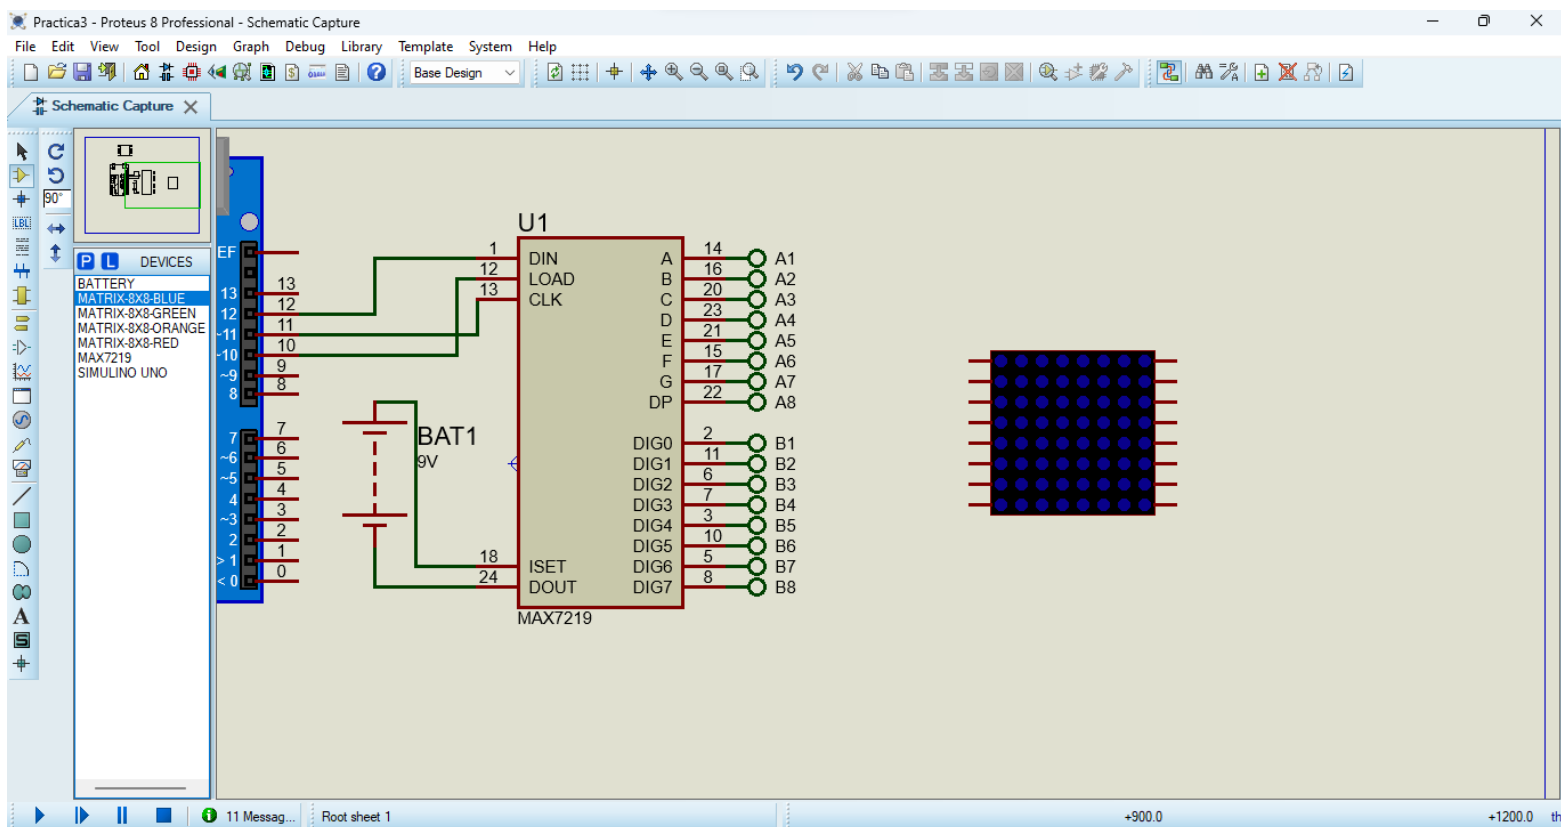 Practica3 - Proteus 8 Professional - Schematic Capture
File Edit View Tool Design Graph Debug Library Template System Help
Base Design
Schematic Capture
90°
LBL
P L DEVICES
BATTERY
MATRIX-8X8-BLUE
MATRIX-8X8-GREEN
MATRIX-8X8-ORANGE
MATRIX-8X8-RED
MAX7219
SIMULINO UNO
A
S
EF
13 13
12 12
~11 11
~10 10
~9 9
8 8
7 7
~6 6
~5 5
4 4
~3 3
2 2
> 1 1
< 0 0
BAT1
9V
U1
1 DIN A 14 A1
12 LOAD B 16 A2
13 CLK C 20 A3
D 23 A4
E 21 A5
F 15 A6
G 17 A7
DP 22 A8
DIG0 2 B1
DIG1 11 B2
DIG2 6 B3
DIG3 7 B4
DIG4 3 B5
DIG5 10 B6
18 ISET DIG6 5 B7
24 DOUT DIG7 8 B8
MAX7219
11 Messag... Root sheet 1 +900.0 +1200.0 th